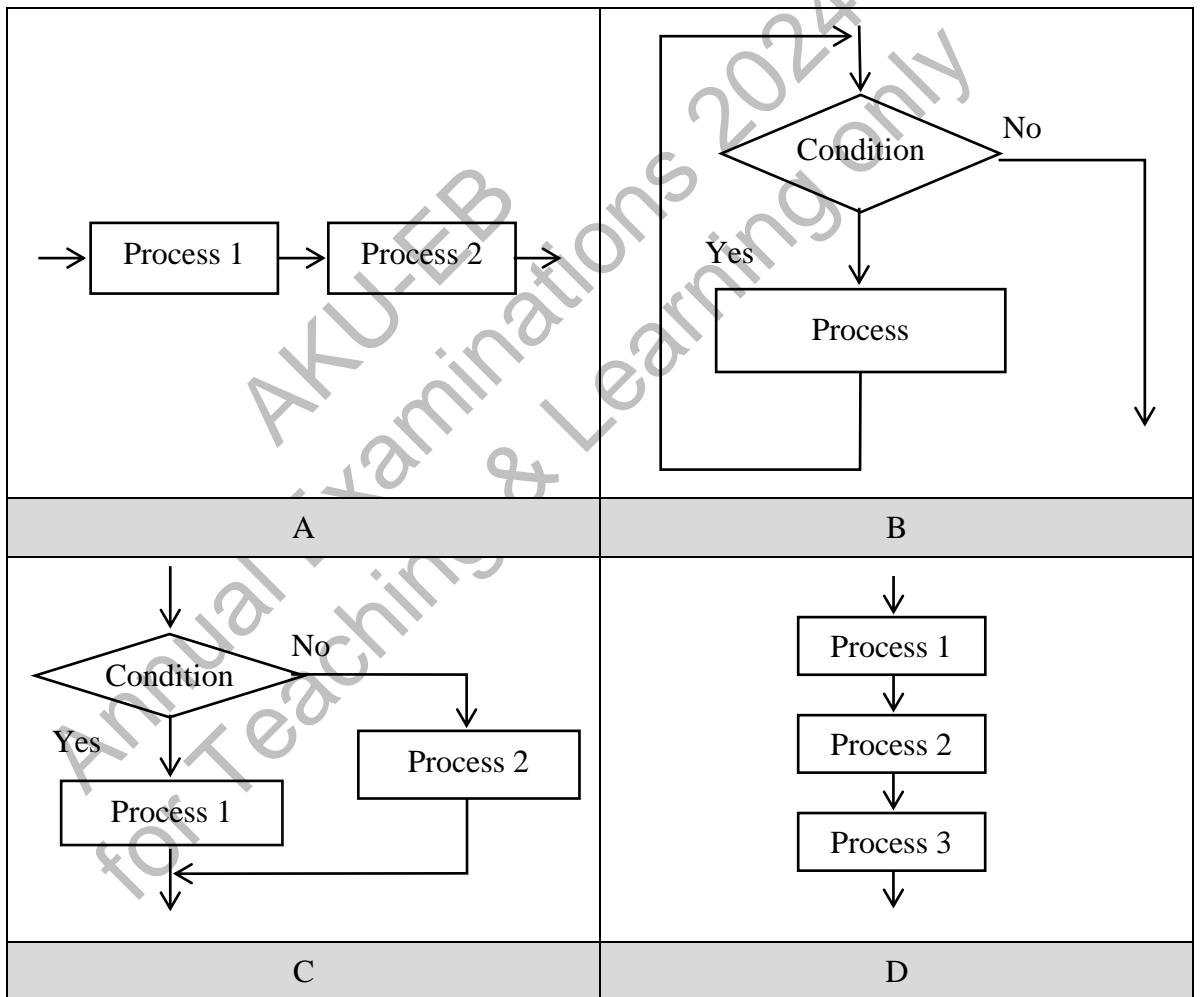 Process 1
Process 2
Condition
No
Yes
Process
A
B
Condition
No
Yes
Process 1
Process 2
Process 1
Process 2
Process 3
C
D
AKU-EB
Annual Examinations 2024
for Teaching & Learning only